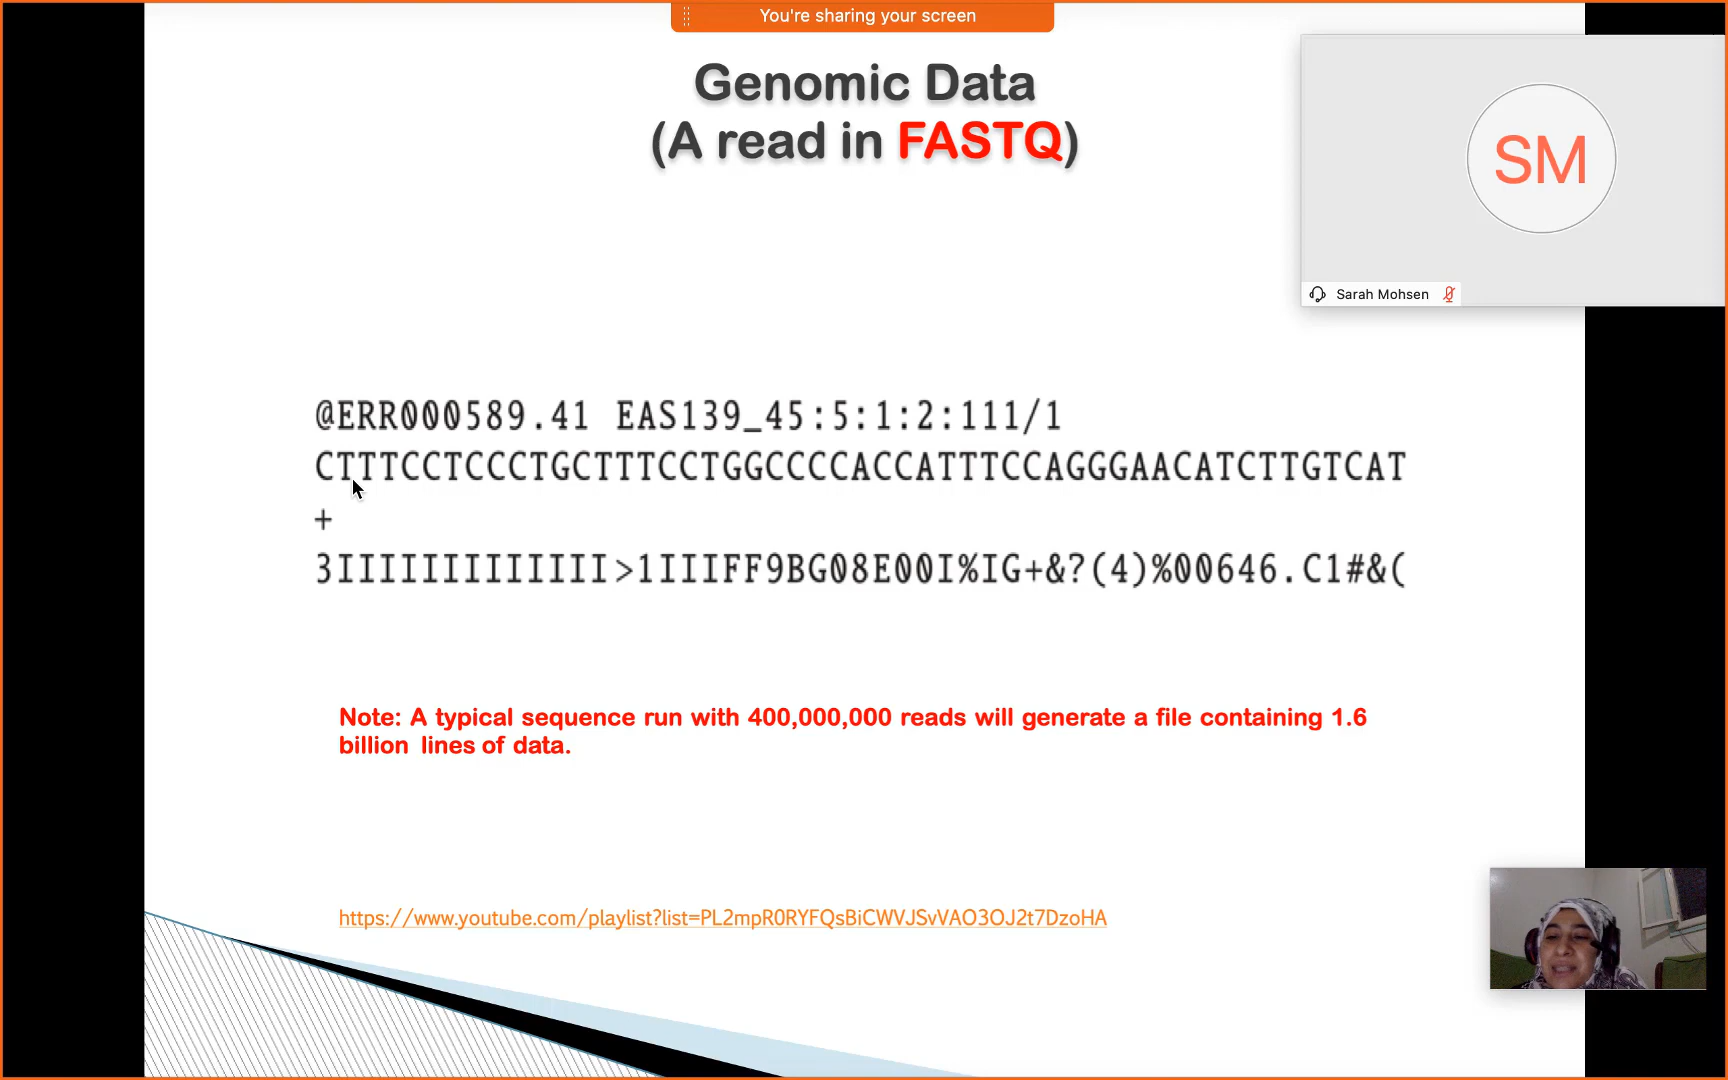 You're sharing your screen
Genomic Data
(A read in FASTQ)
SM
Sarah Mohsen
@ERR000589.41 EAS139_45:5:1:2:111/1
CTTTCCTCCCTGCTTTCCTGGCCCCACCATTTCCAGGGAACATCTTGTCAT
+
3IIIIIIIIIIIII>1IIIFF9BG08E00I%IG+&?(4)%00646.C1#&(
Note: A typical sequence run with 400,000,000 reads will generate a file containing 1.6
billion lines of data.
https://www.youtube.com/playlist?list=PL2mpR0RYFQsBiCWVJSvVAO3OJ2t7DzoHA